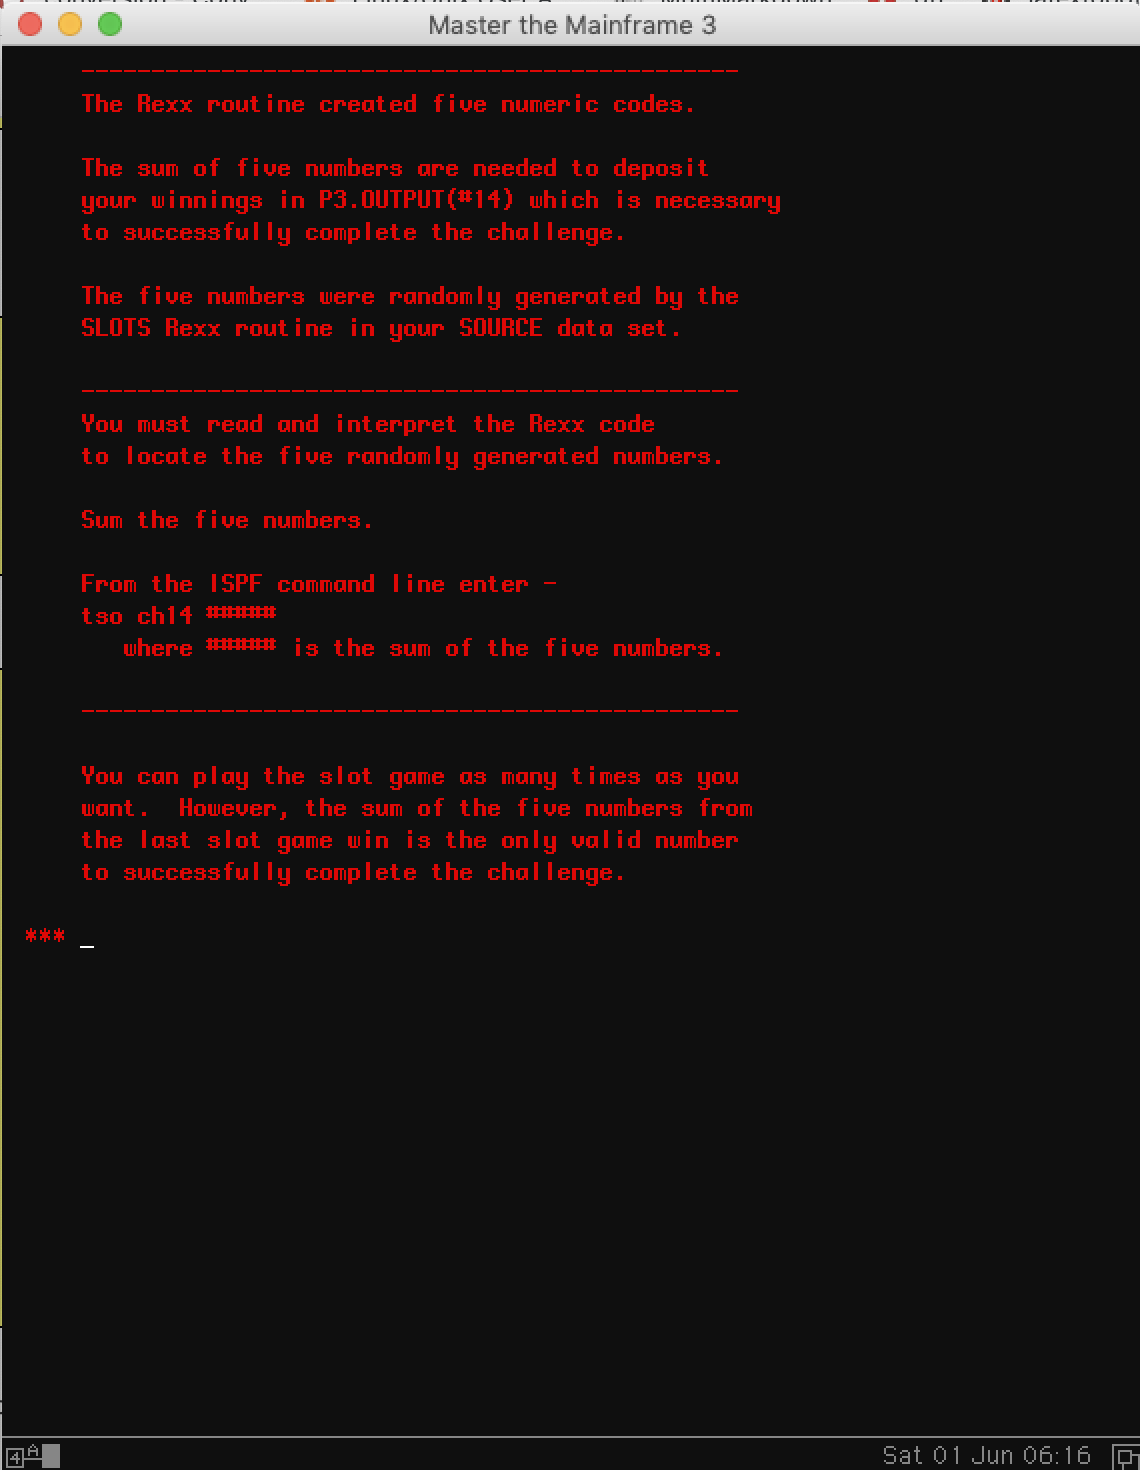 Master the Mainframe 3
-----------------------------------------------
The Rexx routine created five numeric codes.
The sum of five numbers are needed to deposit
your winnings in P3.OUTPUT(#14) which is necessary
to successfully complete the challenge.
The five numbers were randomly generated by the
SLOTS Rexx routine in your SOURCE data set.
-----------------------------------------------
You must read and interpret the Rexx code
to locate the five randomly generated numbers.
Sum the five numbers.
From the ISPF command line enter -
tso ch14 #####
where ##### is the sum of the five numbers.
-----------------------------------------------
You can play the slot game as many times as you
want.  However, the sum of the five numbers from
the last slot game win is the only valid number
to successfully complete the challenge.
*** _
4 A
Sat 01 Jun 06:16